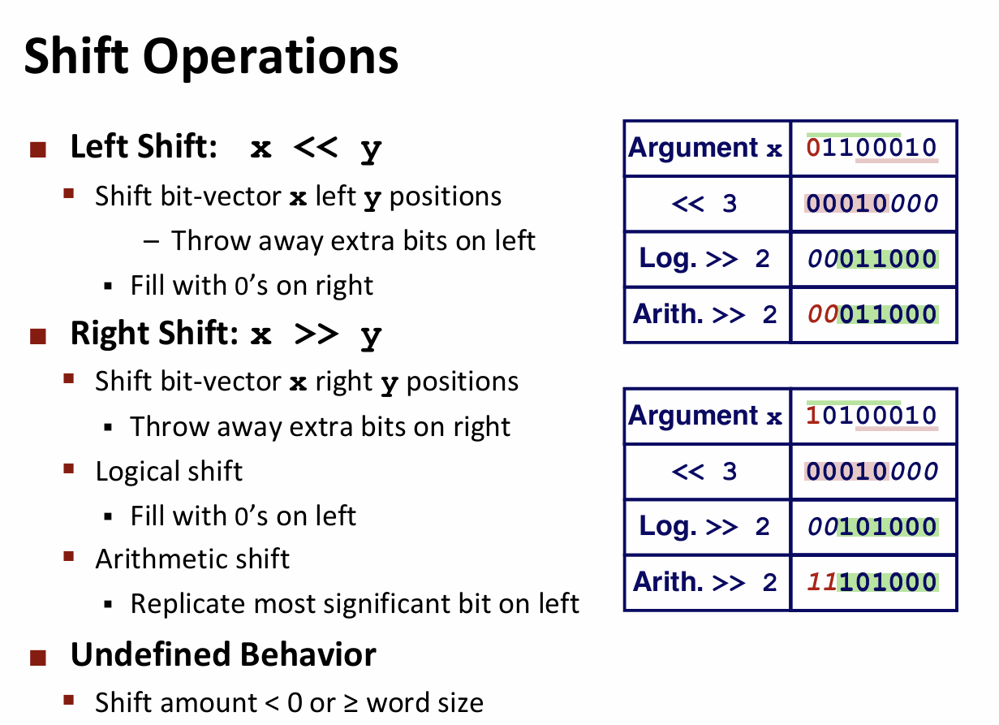 Shift Operations
■ Left Shift: x << y
▪ Shift bit-vector x left y positions
– Throw away extra bits on left
▪ Fill with 0’s on right
■ Right Shift: x >> y
▪ Shift bit-vector x right y positions
▪ Throw away extra bits on right
▪ Logical shift
▪ Fill with 0’s on left
▪ Arithmetic shift
▪ Replicate most significant bit on left
■ Undefined Behavior
▪ Shift amount < 0 or ≥ word size
Argument x 01100010
<< 3 00010000
Log. >> 2 00011000
Arith. >> 2 00011000
Argument x 10100010
<< 3 00010000
Log. >> 2 00101000
Arith. >> 2 11101000